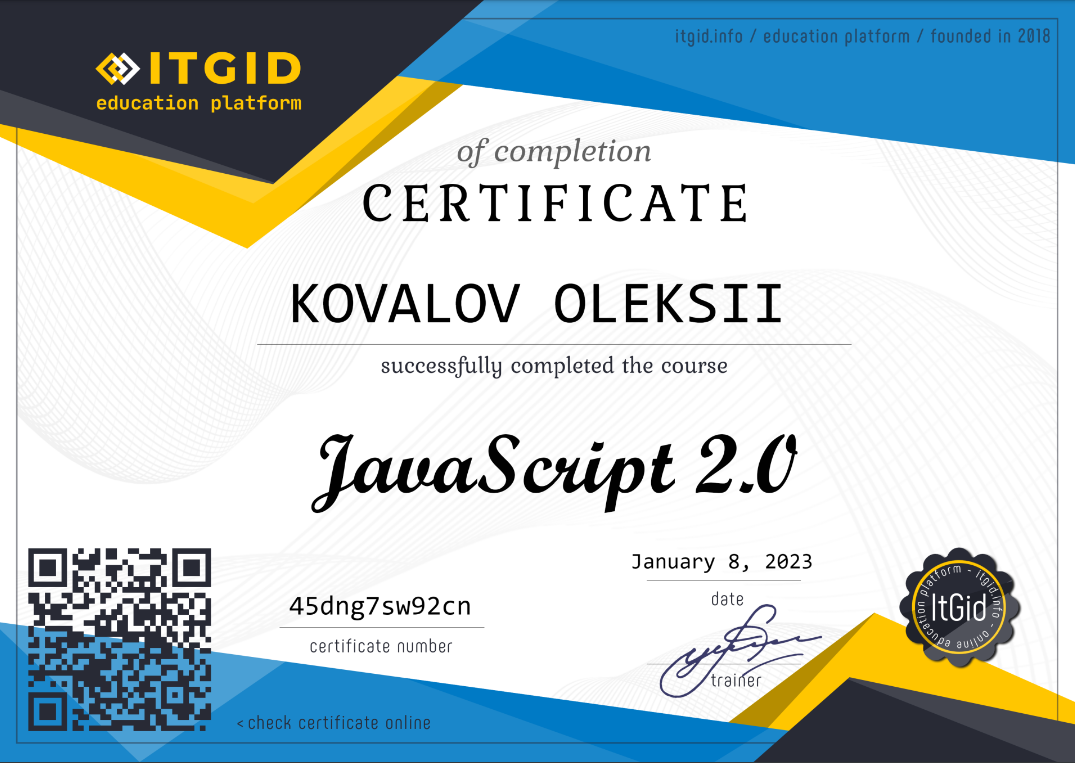 itgid.info / education platform / founded in 2018
ITGID
education platform
of completion
CERTIFICATE
KOVALOV OLEKSII
successfully completed the course
JavaScript 2.0
January 8, 2023
date
45dng7sw92cn
certificate number
trainer
< check certificate online
platform - itgid.info - online education
ItGid